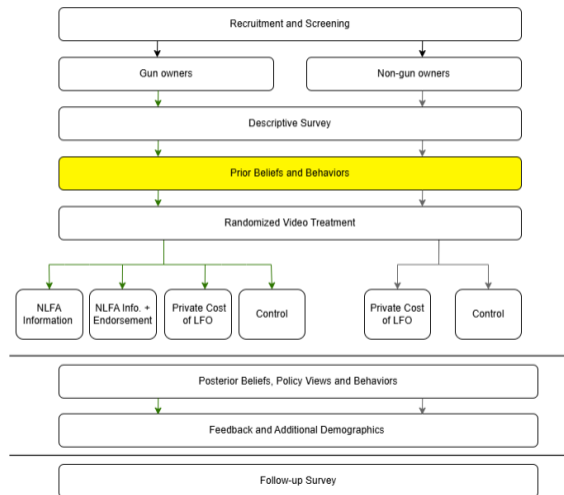 Recruitment and Screening
Gun owners
Non-gun owners
Descriptive Survey
Prior Beliefs and Behaviors
Randomized Video Treatment
NLFA
Information
NLFA Info. +
Endorsement
Private Cost
of LFO
Control
Private Cost
of LFO
Control
Posterior Beliefs, Policy Views and Behaviors
Feedback and Additional Demographics
Follow-up Survey